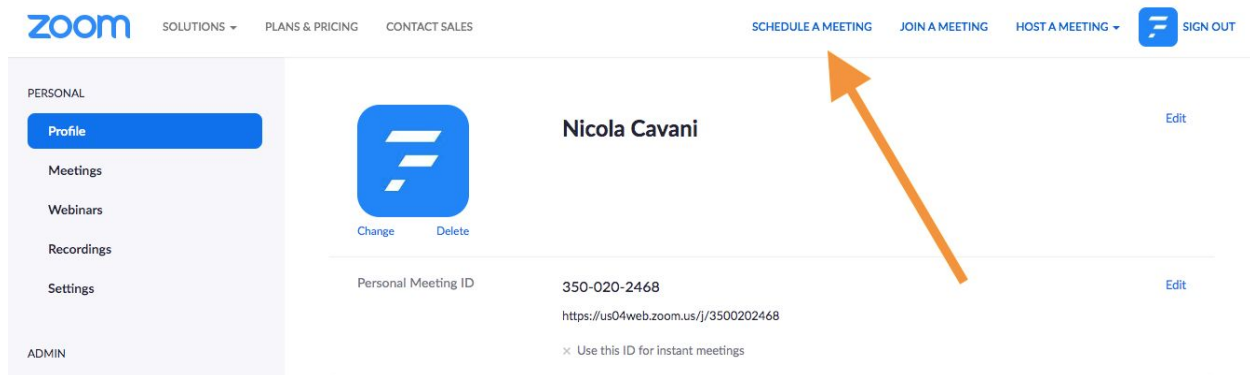 zoom SOLUTIONS PLANS & PRICING CONTACT SALES SCHEDULE A MEETING JOIN A MEETING HOST A MEETING SIGN OUT
PERSONAL
Profile
Meetings
Webinars
Recordings
Settings
ADMIN
Nicola Cavani Edit
Change Delete
Personal Meeting ID 350-020-2468 Edit
https://us04web.zoom.us/j/3500202468
× Use this ID for instant meetings